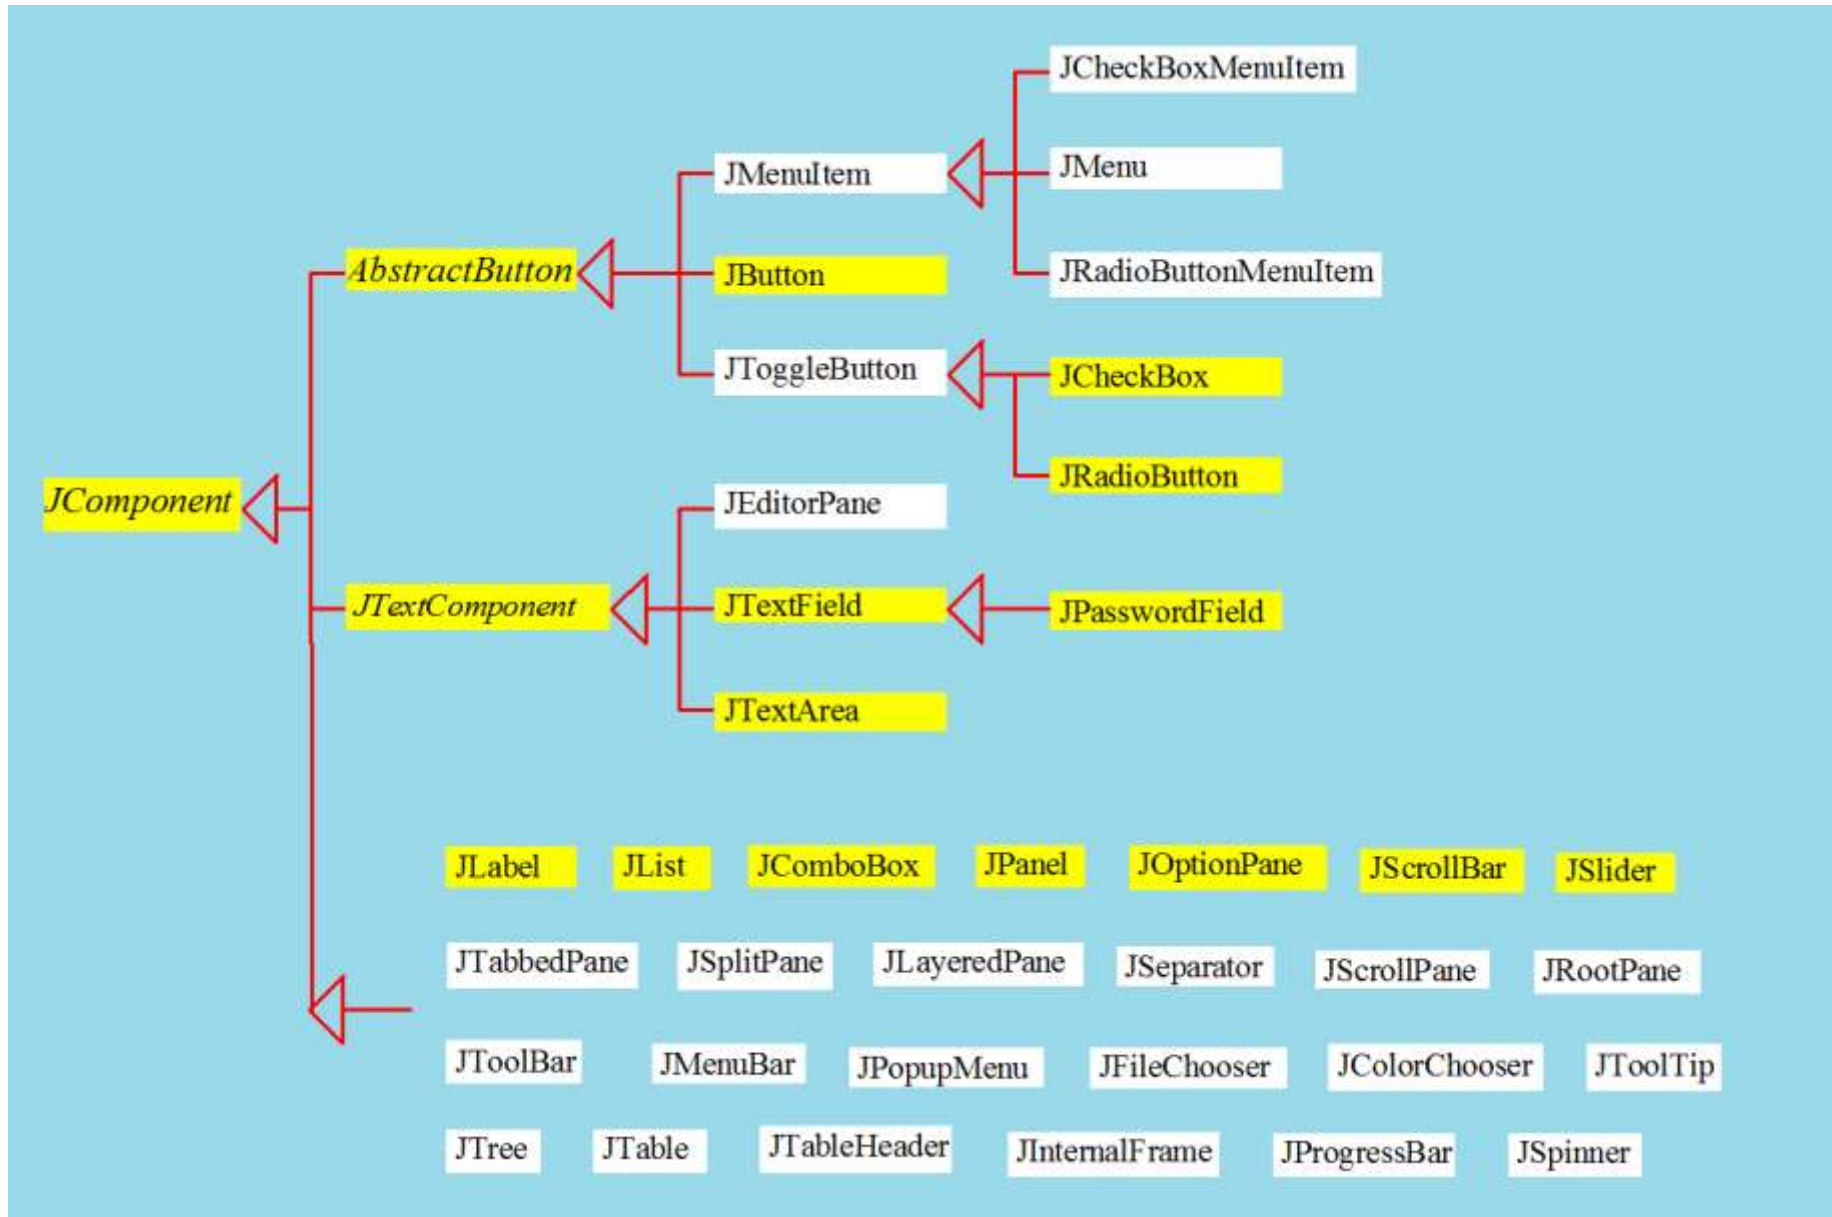 JCheckBoxMenuItem
JMenuItem
JMenu
AbstractButton
JButton
JRadioButtonMenuItem
JToggleButton
JCheckBox
JRadioButton
JComponent
JEditorPane
JTextComponent
JTextField
JPasswordField
JTextArea
JLabel JList JComboBox JPanel JOptionPane JScrollBar JSlider
JTabbedPane JSplitPane JLayeredPane JSeparator JScrollPane JRootPane
JToolBar JMenuBar JPopupMenu JFileChooser JColorChooser JToolTip
JTree JTable JTableHeader JInternalFrame JProgressBar JSpinner